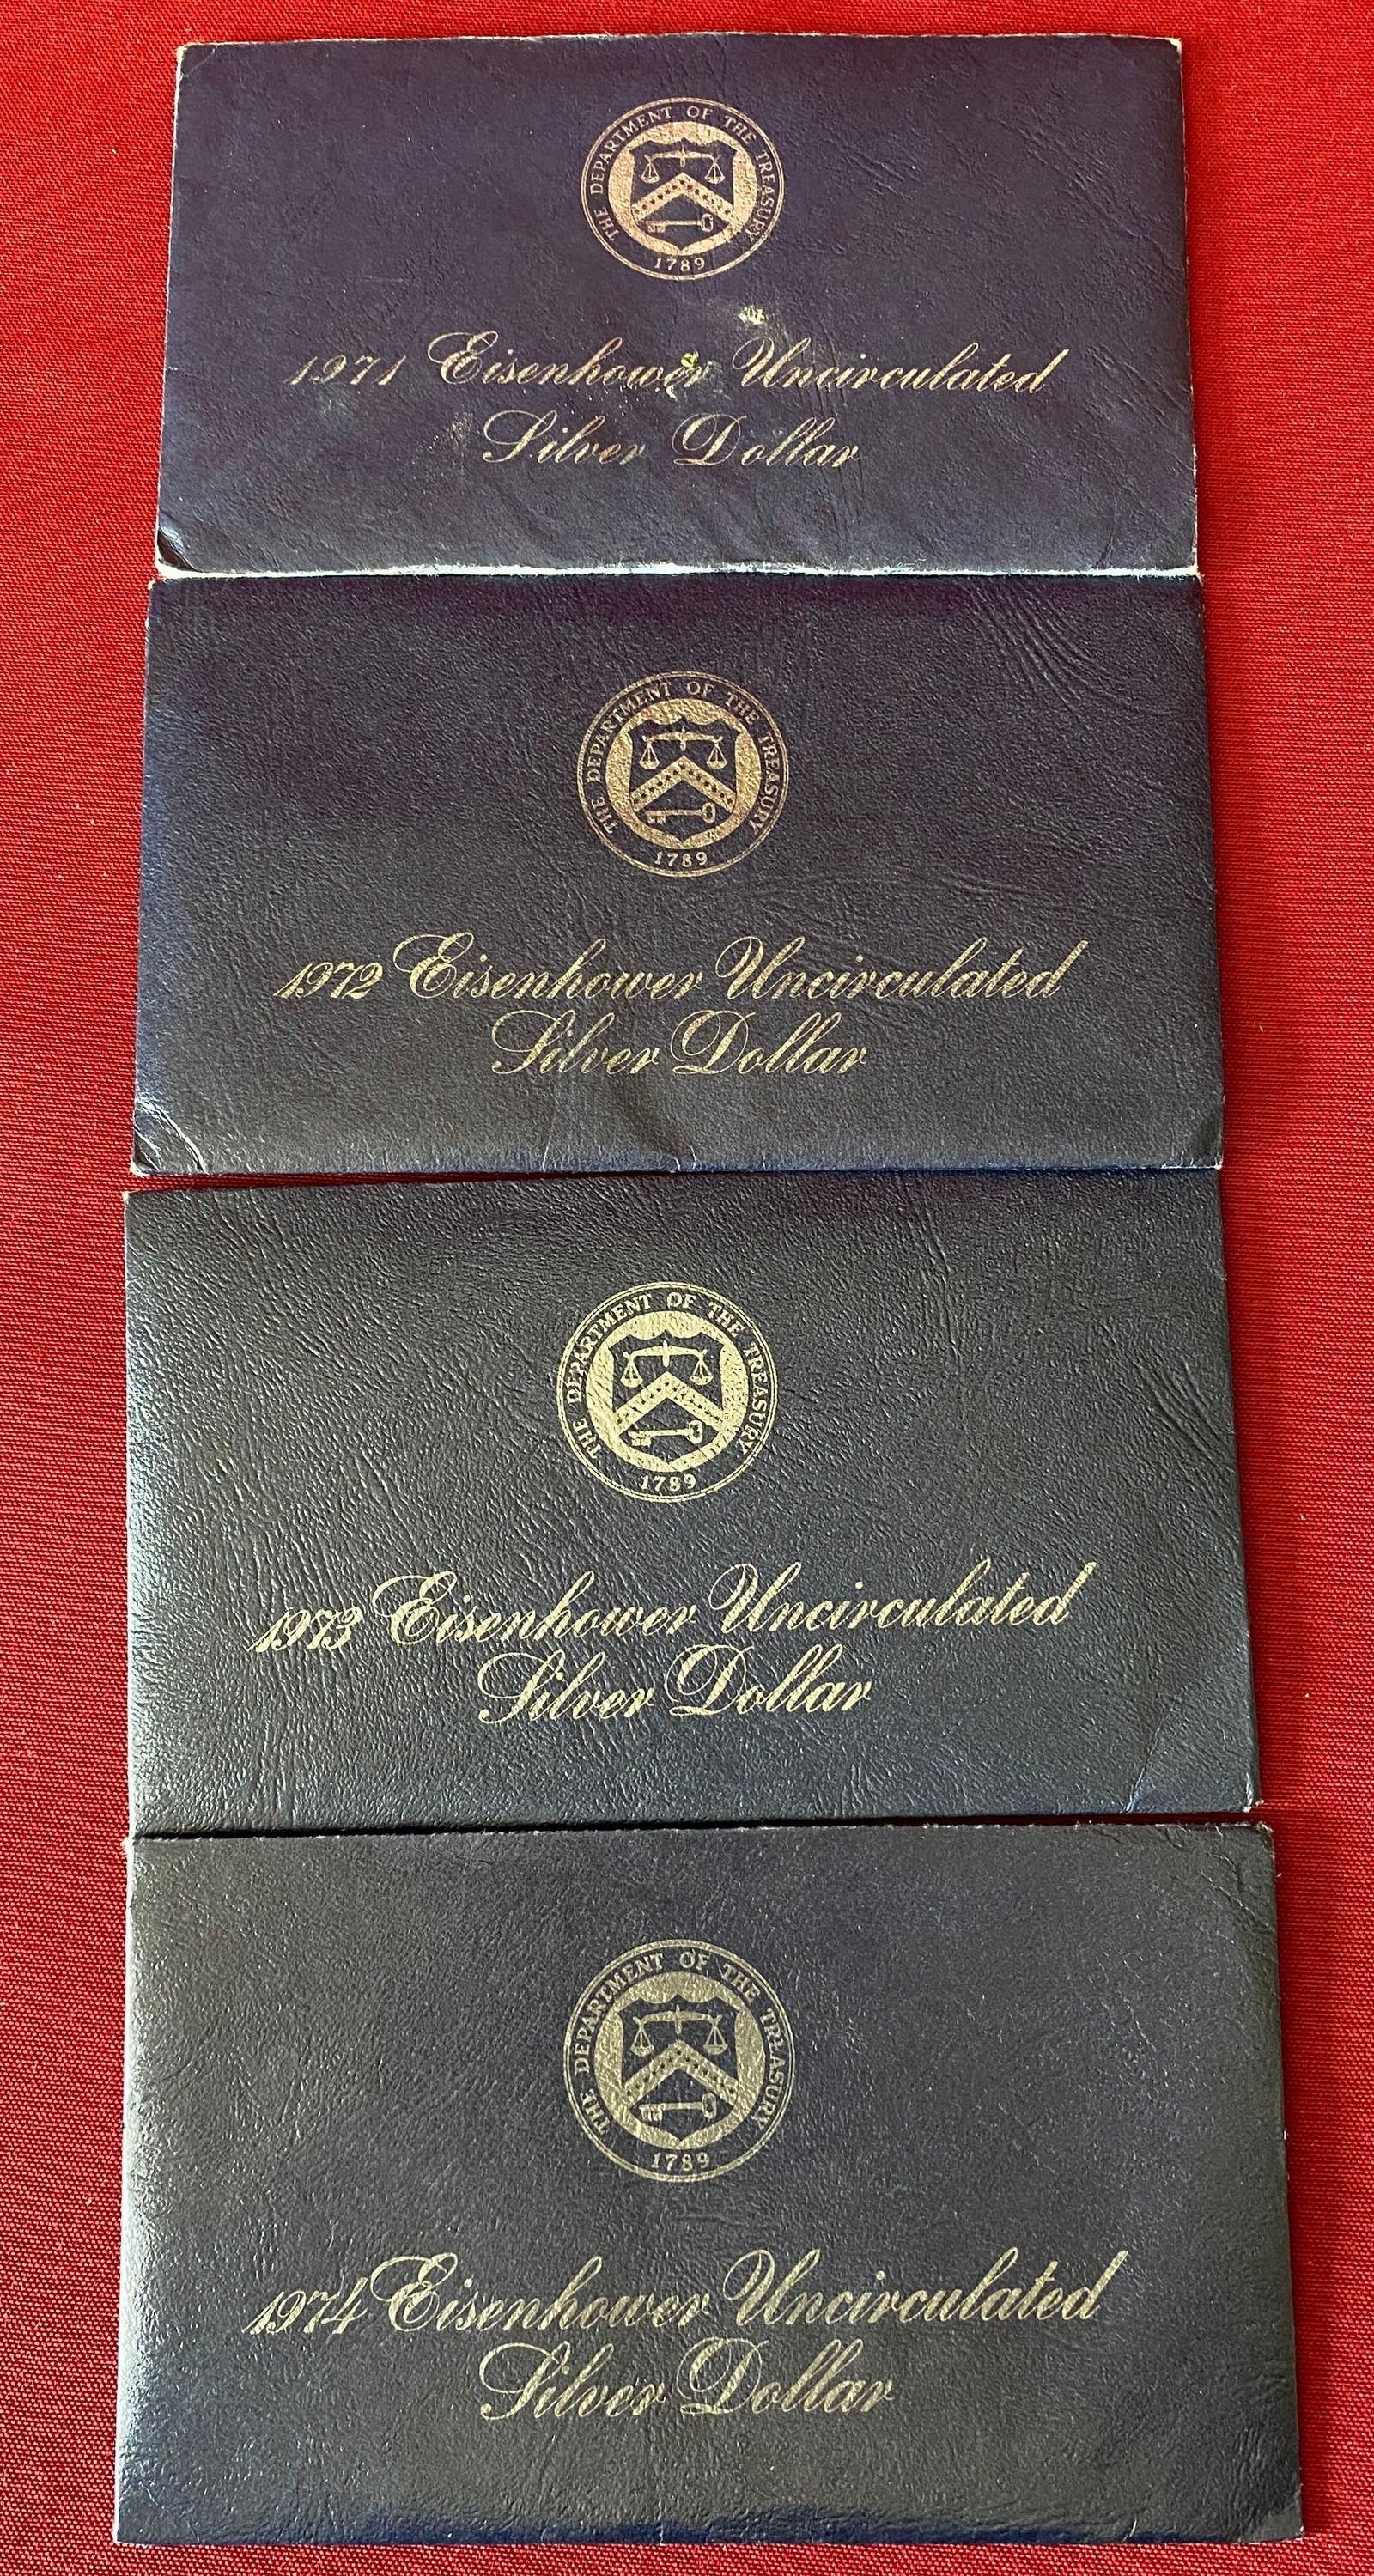 THE DEPARTMENT OF THE TREASURY
1789
1971 Eisenhower Uncirculated
Silver Dollar
THE DEPARTMENT OF THE TREASURY
1789
1972 Eisenhower Uncirculated
Silver Dollar
THE DEPARTMENT OF THE TREASURY
1789
1973 Eisenhower Uncirculated
Silver Dollar
THE DEPARTMENT OF THE TREASURY
1789
1974 Eisenhower Uncirculated
Silver Dollar